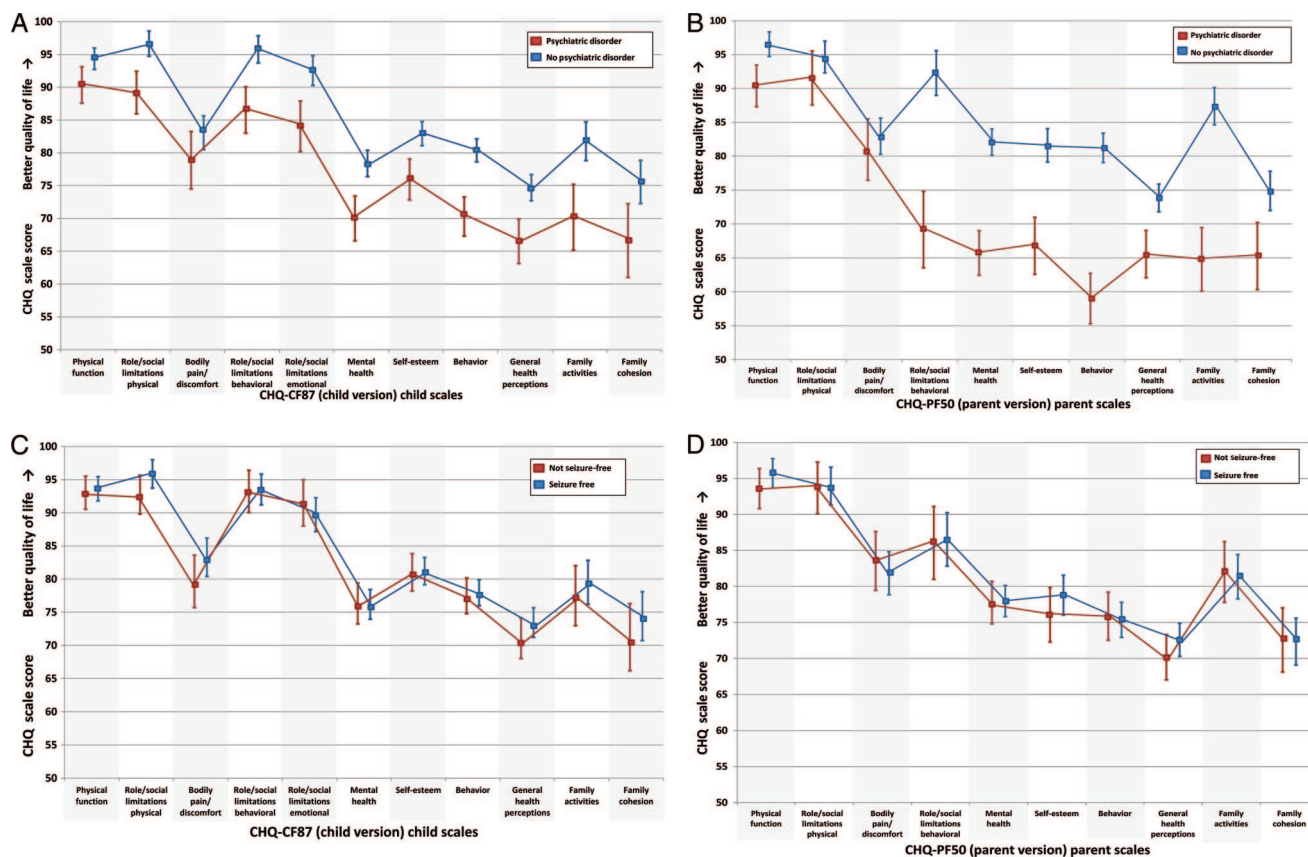 A
100
95
90
85
80
75
70
65
60
55
50
CHQ scale score
Better quality of life →
Psychiatric disorder
No psychiatric disorder
Physical
function
Role/social
limitations
physical
Bodily
pain/
discomfort
Role/social
limitations
behavioral
Role/social
limitations
emotional
Mental
health
Self-esteem
Behavior
General
health
perceptions
Family
activities
Family
cohesion
CHQ-CF87 (child version) child scales
B
100
95
90
85
80
75
70
65
60
55
50
CHQ scale score
Better quality of life →
Psychiatric disorder
No psychiatric disorder
Physical
function
Role/social
limitations
physical
Bodily
pain/
discomfort
Role/social
limitations
behavioral
Mental
health
Self-esteem
Behavior
General
health
perceptions
Family
activities
Family
cohesion
CHQ-PF50 (parent version) parent scales
C
100
95
90
85
80
75
70
65
60
55
50
CHQ scale score
Better quality of life →
Not seizure-free
Seizure free
Physical
function
Role/social
limitations
physical
Bodily
pain/
discomfort
Role/social
limitations
behavioral
Role/social
limitations
emotional
Mental
health
Self-esteem
Behavior
General
health
perceptions
Family
activities
Family
cohesion
CHQ-CF87 (child version) child scales
D
100
95
90
85
80
75
70
65
60
55
50
CHQ scale score
Better quality of life →
Not seizure-free
Seizure free
Physical
function
Role/social
limitations
physical
Bodily
pain/
discomfort
Role/social
limitations
behavioral
Mental
health
Self-esteem
Behavior
General
health
perceptions
Family
activities
Family
cohesion
CHQ-PF50 (parent version) parent scales